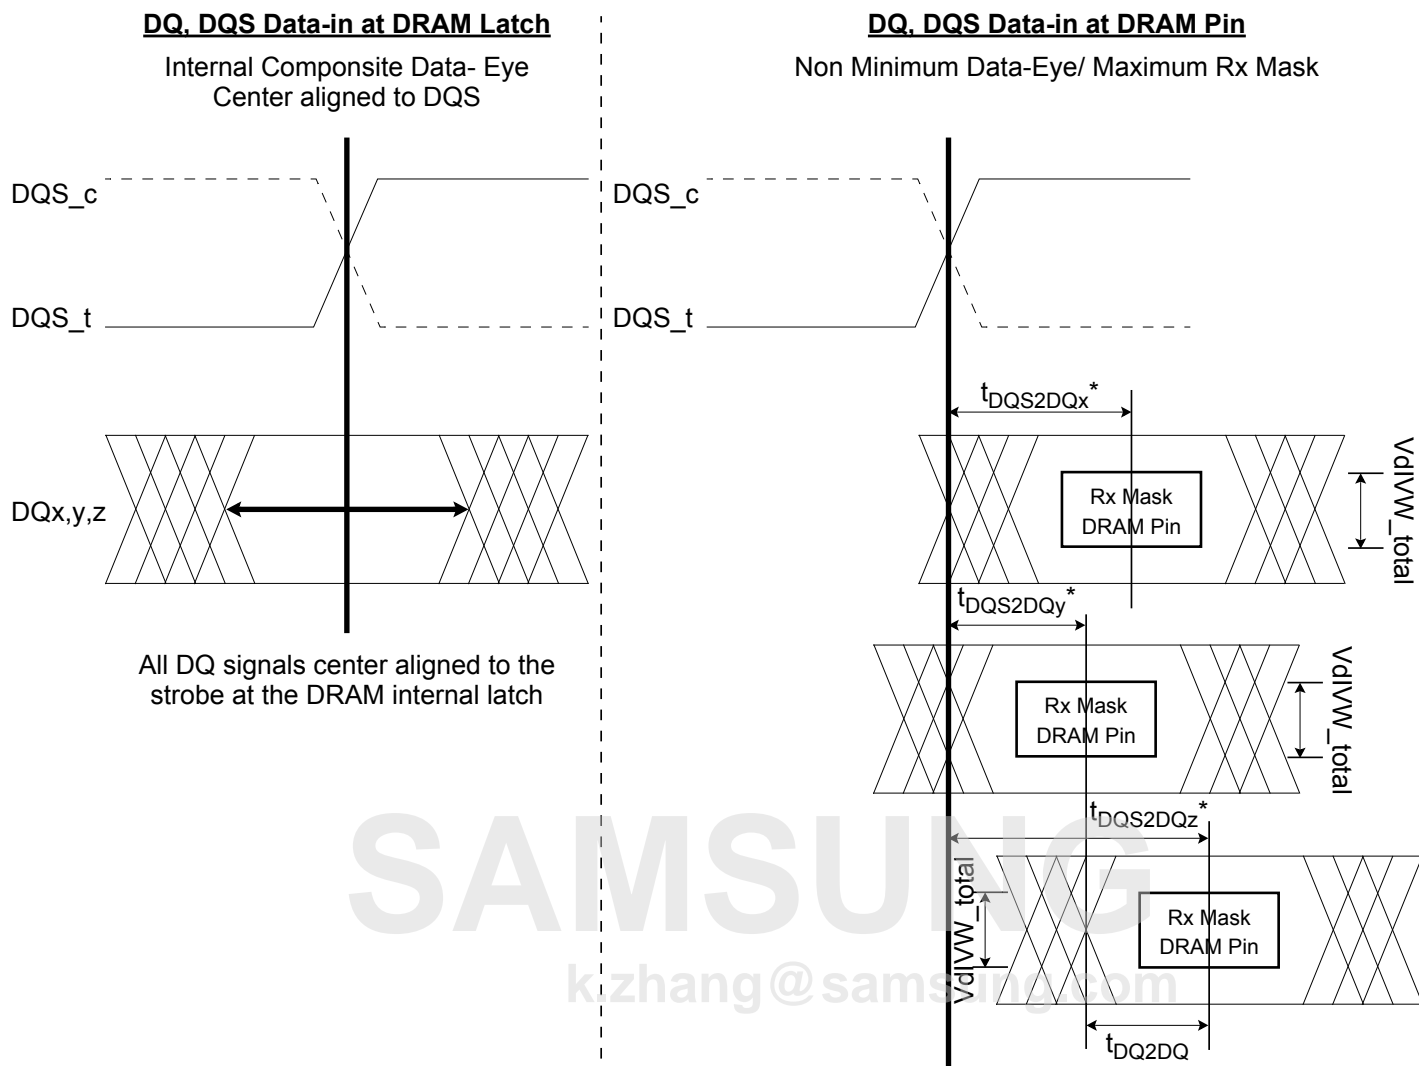 DQ, DQS Data-in at DRAM Latch
Internal Componsite Data- Eye
Center aligned to DQS
DQS_c
DQS_t
DQx,y,z
All DQ signals center aligned to the
strobe at the DRAM internal latch
DQ, DQS Data-in at DRAM Pin
Non Minimum Data-Eye/ Maximum Rx Mask
DQS_c
DQS_t
tDQS2DQx*
Rx Mask
DRAM Pin
VdIVW_total
tDQS2DQy*
Rx Mask
DRAM Pin
VdIVW_total
tDQS2DQz*
VdIVW_total
Rx Mask
DRAM Pin
tDQ2DQ
SAMSUNG
k.zhang@samsung.com